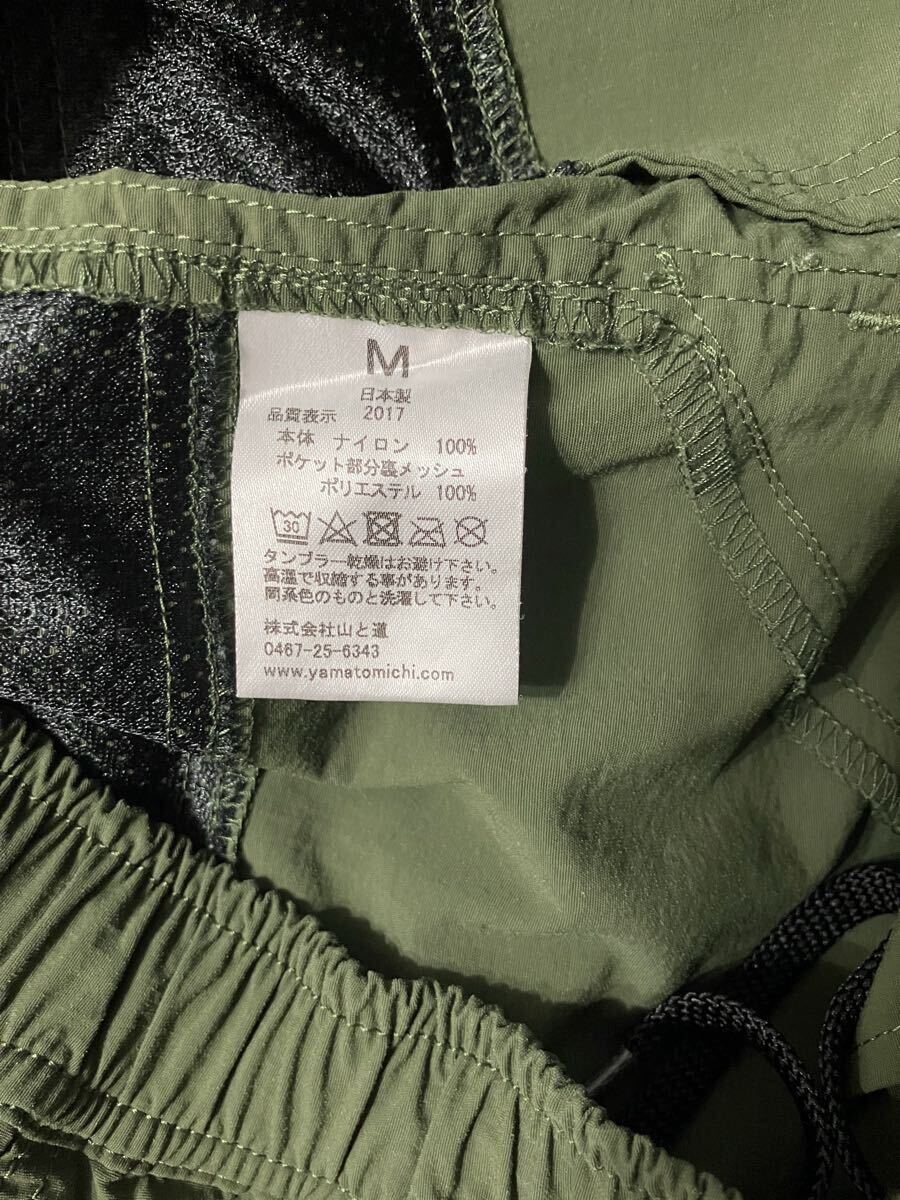 M
日本製
品質表示 2017
本体 ナイロン 100%
ポケット部分裏メッシュ
ポリエステル 100%
30
タンブラー乾燥はお避け下さい。
高温で収縮する事があります。
同系色のものと洗濯して下さい。
株式会社山と道
0467-25-6343
www.yamatomichi.com